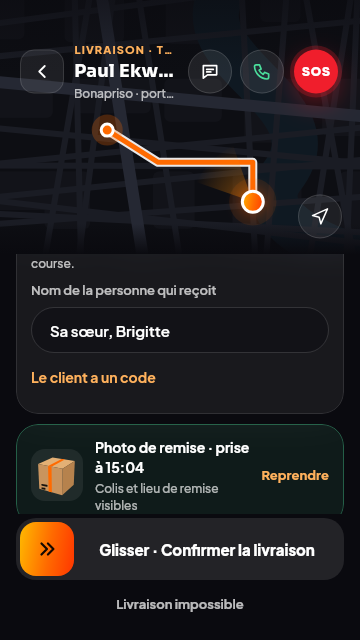 LIVRAISON · T…
Paul Ekw…
Bonapriso · port…
SOS
course.
Nom de la personne qui reçoit
Sa sœur, Brigitte
Le client a un code
Photo de remise · prise
à 15:04
Colis et lieu de remise
visibles
Reprendre
Glisser · Confirmer la livraison
Livraison impossible